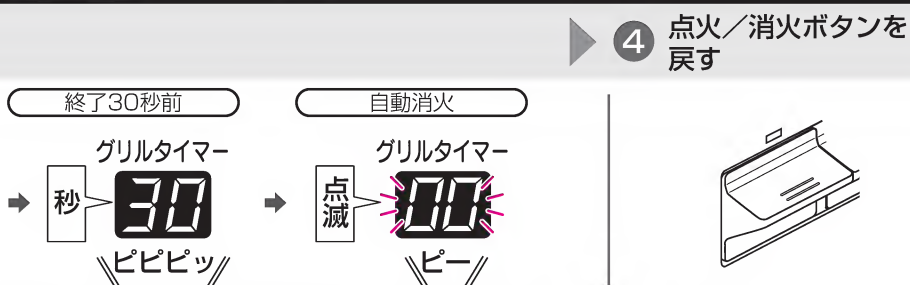 4 点火／消火ボタンを
戻す
終了30秒前
グリルタイマー
秒
30
ピピピッ
自動消火
グリルタイマー
点滅
00
ピー